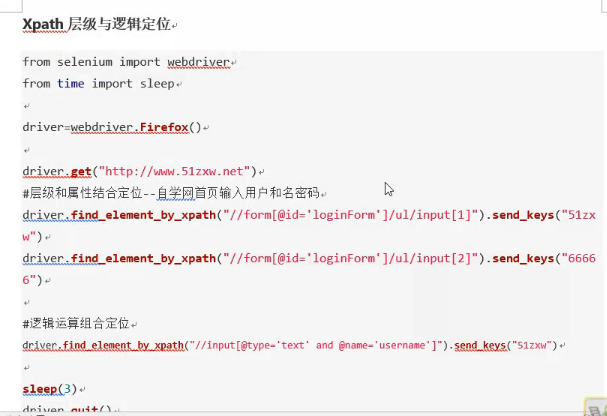 Xpath 层级与逻辑定位
from selenium import webdriver
from time import sleep
driver=webdriver.Firefox()
driver.get("http://www.51zxw.net")
#层级和属性结合定位--自学网首页输入用户和名密码
driver.find_element_by_xpath("//form[@id='loginForm']/ul/input[1]").send_keys("51zx
w")
driver.find_element_by_xpath("//form[@id='loginForm']/ul/input[2]").send_keys("6666
6")
#逻辑运算组合定位
driver.find_element_by_xpath("//input[@type='text' and @name='username']").send_keys("51zxw")
sleep(3)
driver.quit()